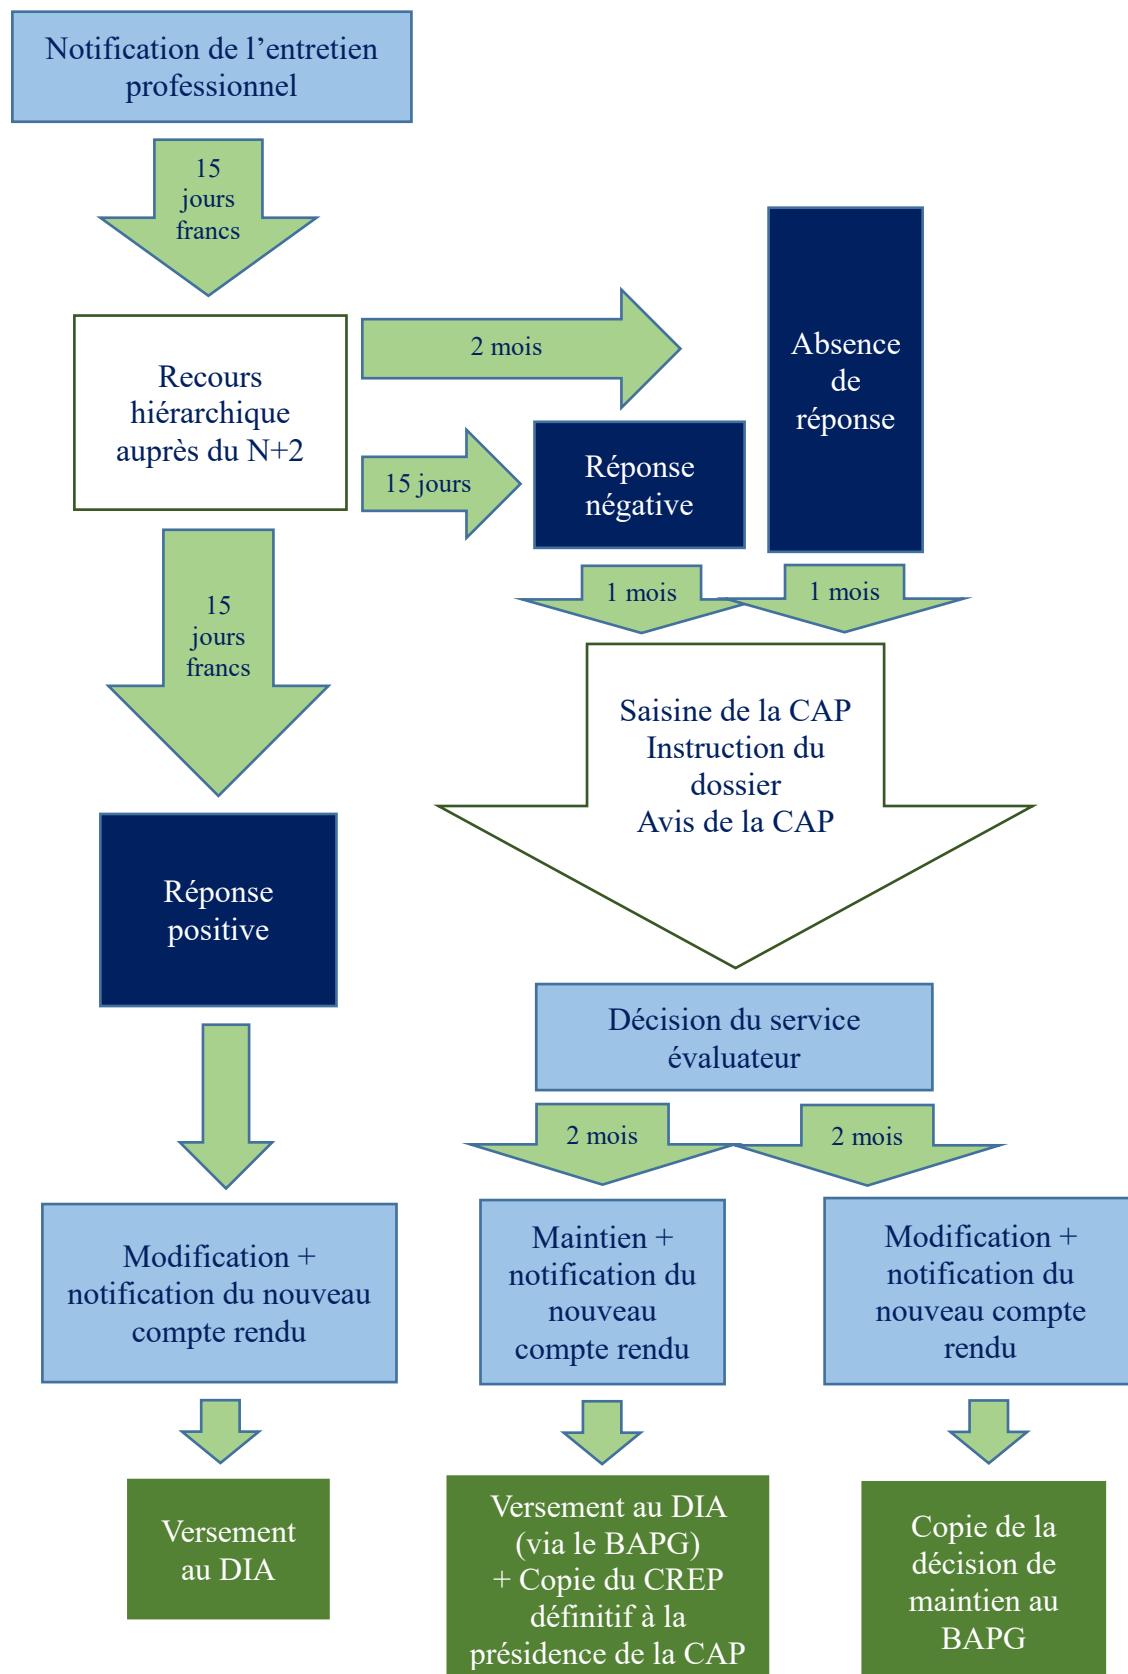 Notification de l’entretien
professionnel
15
jours
francs
Recours
hiérarchique
auprès du N+2
2 mois
Absence
de
réponse
15 jours
Réponse
négative
1 mois
1 mois
15
jours
francs
Saisine de la CAP
Instruction du
dossier
Avis de la CAP
Réponse
positive
Décision du service
évaluateur
2 mois
2 mois
Modification +
notification du nouveau
compte rendu
Maintien +
notification du
nouveau
compte rendu
Modification +
notification du
nouveau compte
rendu
Versement
au DIA
Versement au DIA
(via le BAPG)
+ Copie du CREP
définitif à la
présidence de la CAP
Copie de la
décision de
maintien au
BAPG